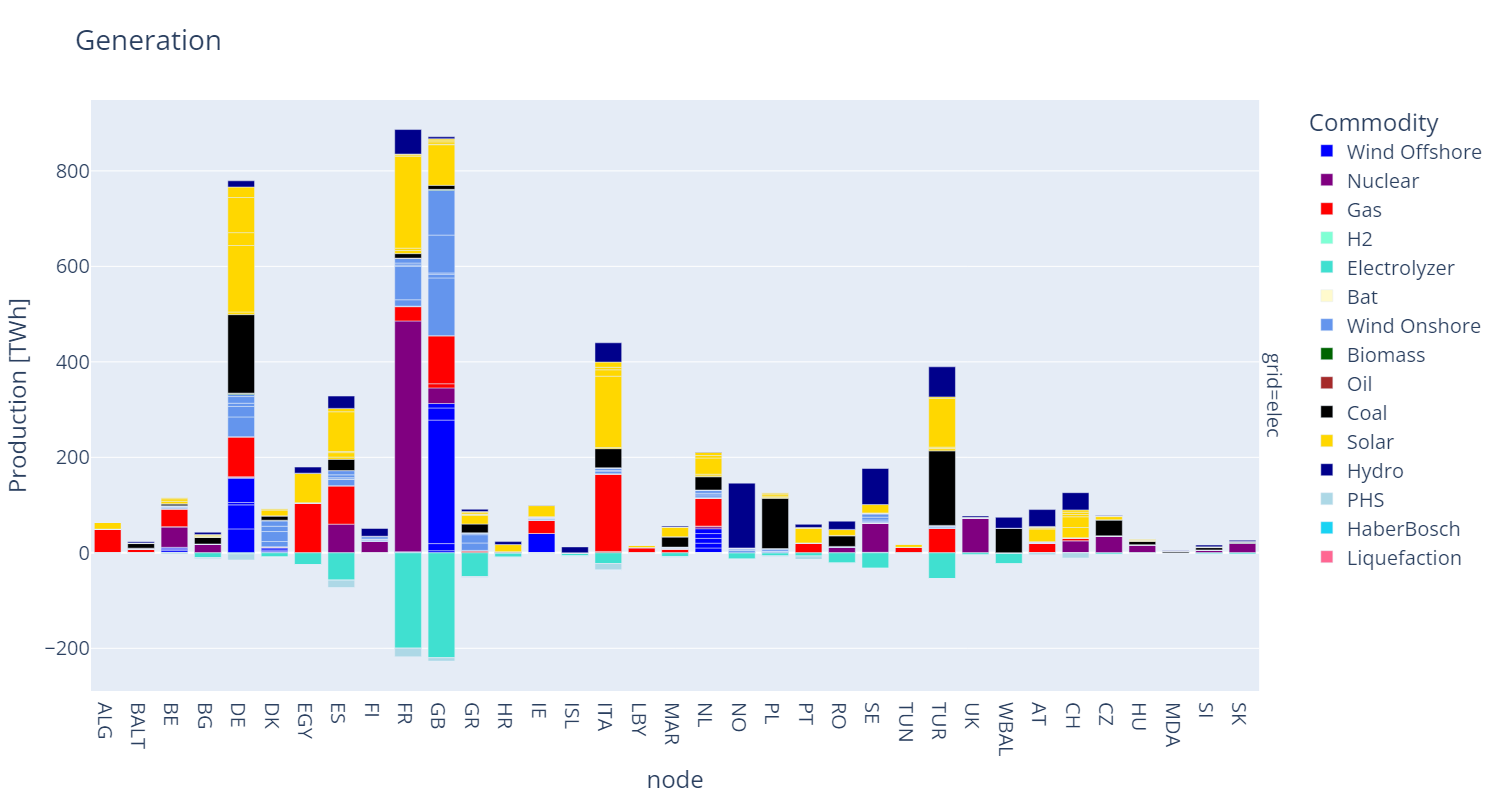 Generation
Production [TWh]
800
600
400
200
0
−200
ALG
BALT
BE
BG
DE
DK
EGY
ES
FI
FR
GB
GR
HR
IE
ISL
ITA
LBY
MAR
NL
NO
PL
PT
RO
SE
TUN
TUR
UK
WBAL
AT
CH
CZ
HU
MDA
SI
SK
node
grid=elec
Commodity
Wind Offshore
Nuclear
Gas
H2
Electrolyzer
Bat
Wind Onshore
Biomass
Oil
Coal
Solar
Hydro
PHS
HaberBosch
Liquefaction